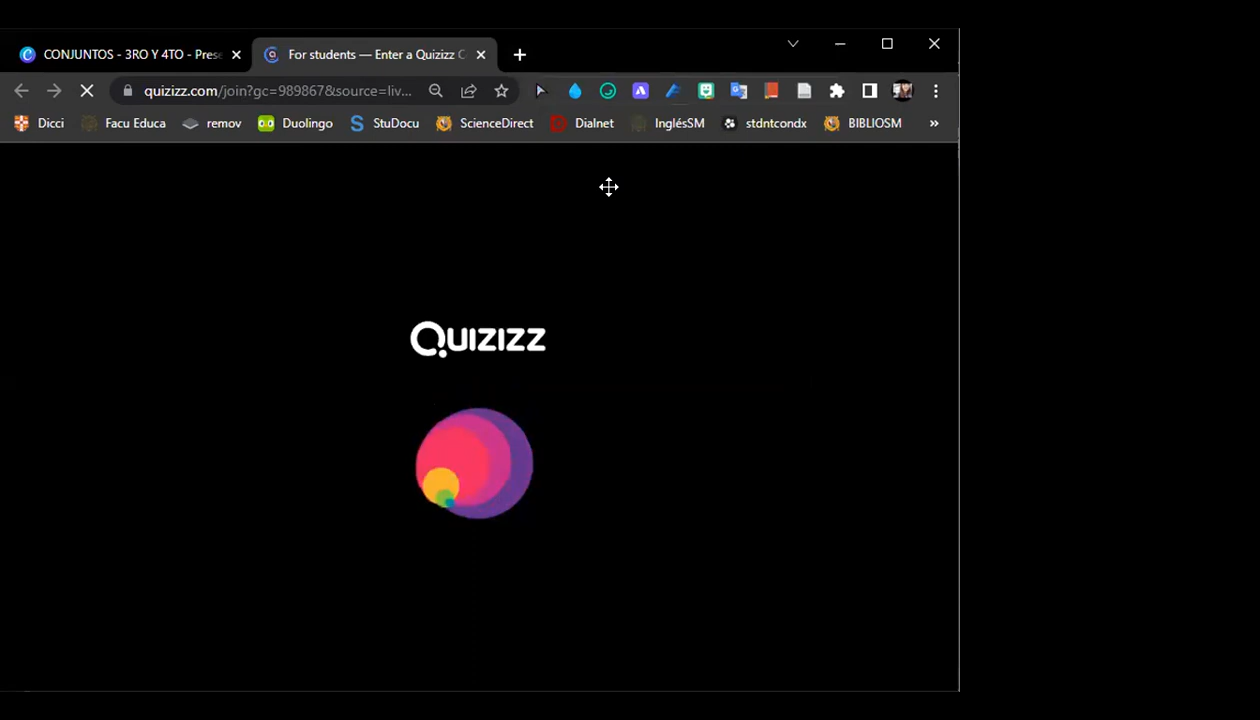 CONJUNTOS - 3RO Y 4TO - Pres
For students — Enter a Quizizz C
quizizz.com/join?gc=989867&source=liv...
Dicci Facu Educa remov Duolingo StuDocu ScienceDirect Dialnet InglésSM stdntcondx BIBLIOSM »
Quizizz